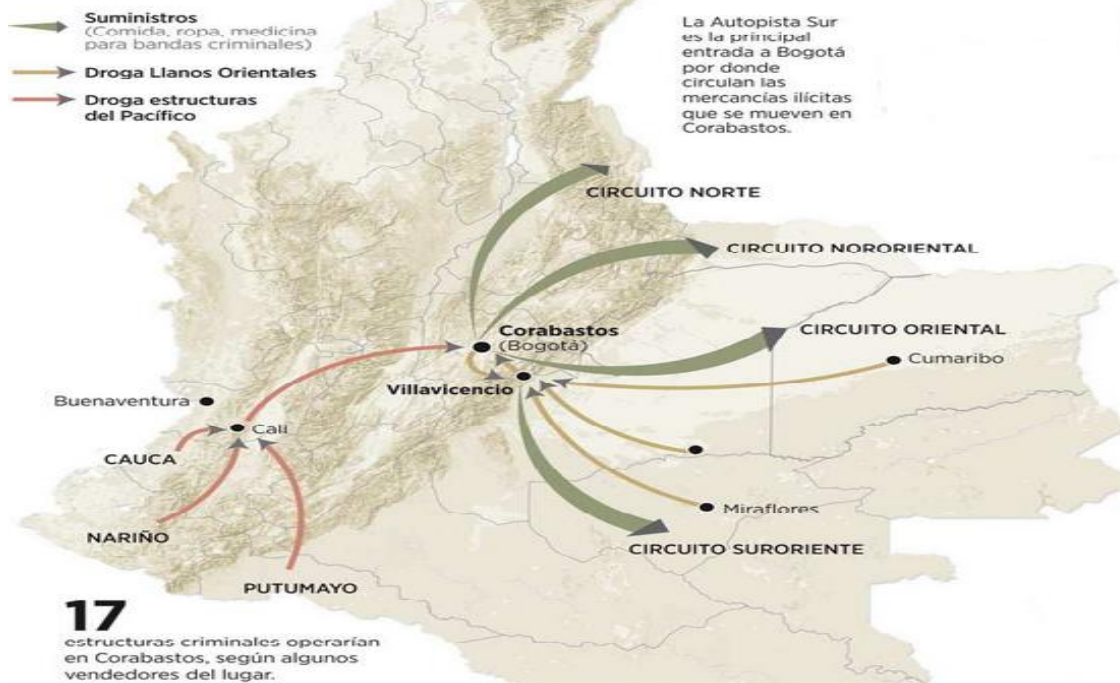 Suministros
(Comida, ropa, medicina
para bandas criminales)
Droga Llanos Orientales
Droga estructuras
del Pacífico
La Autopista Sur
es la principal
entrada a Bogotá
por donde
circulan las
mercancías ilícitas
que se mueven en
Corabastos.
CIRCUITO NORTE
CIRCUITO NORORIENTAL
CIRCUITO ORIENTAL
Corabastos
(Bogotá)
Cumaribo
Villavicencio
Buenaventura
Cali
CAUCA
Miraflores
NARIÑO
CIRCUITO SURORIENTE
PUTUMAYO
17
estructuras criminales operarían
en Corabastos, según algunos
vendedores del lugar.